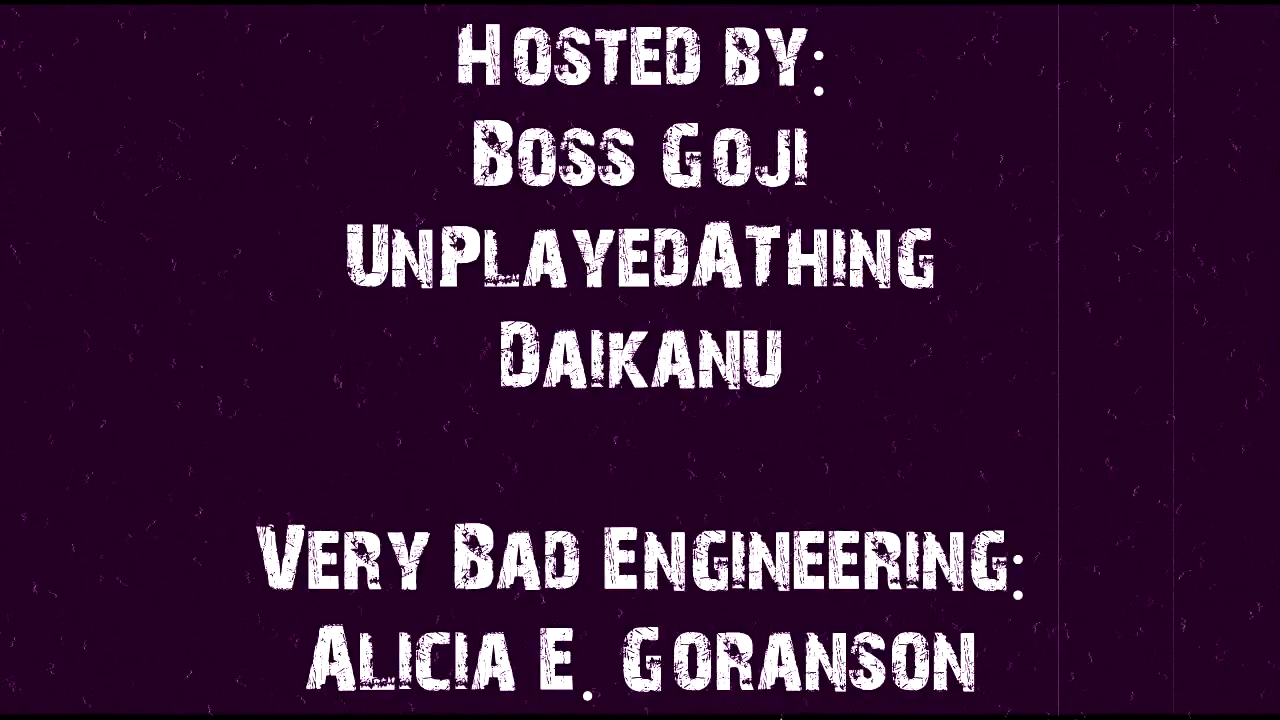 Hosted by:
Boss Goji
UnPlayedAThing
Daikanu
Very Bad Engineering:
Alicia E. Goranson